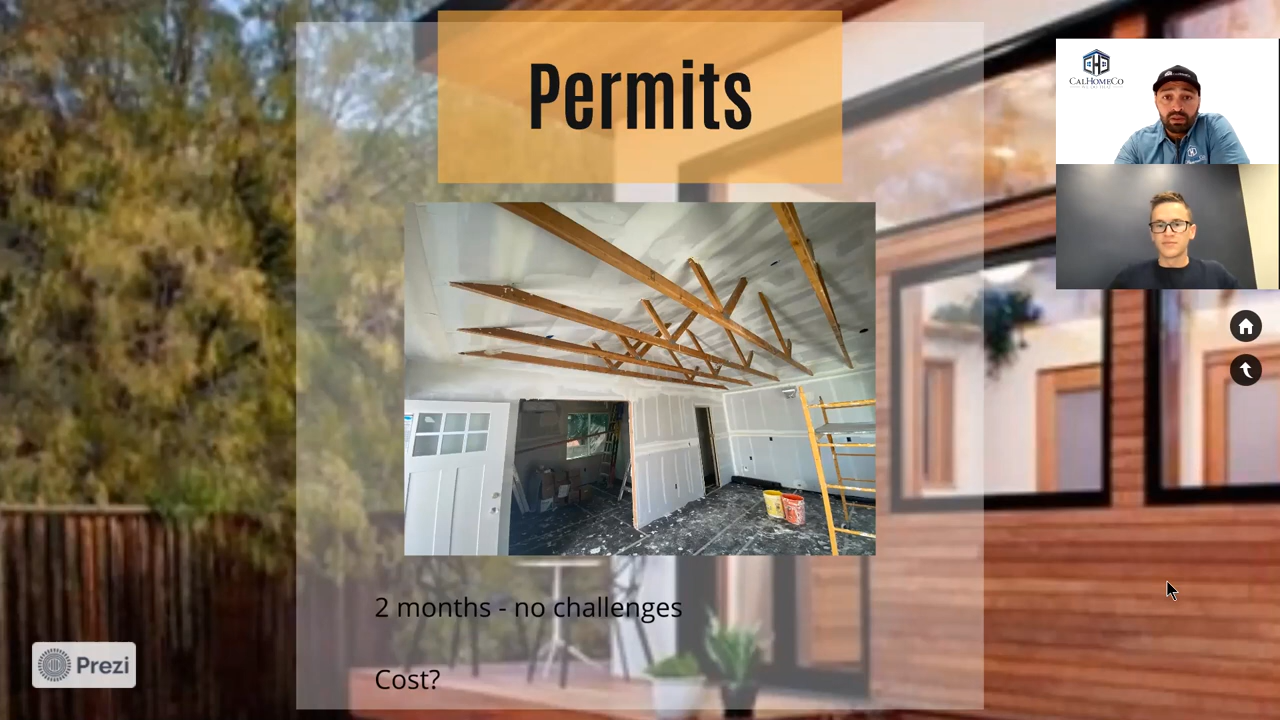 Permits
CALHOMECO
2 months - no challenges
Cost?
Prezi